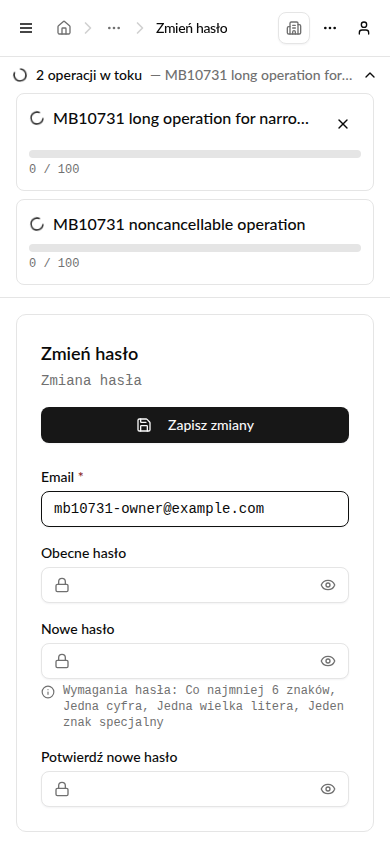 Zmień hasło
2 operacji w toku — MB10731 long operation for...
MB10731 long operation for narro...
0 / 100
MB10731 noncancellable operation
0 / 100
Zmień hasło
Zmiana hasła
Zapisz zmiany
Email *
mb10731-owner@example.com
Obecne hasło
Nowe hasło
Wymagania hasła: Co najmniej 6 znaków,
Jedna cyfra, Jedna wielka litera, Jeden
znak specjalny
Potwierdź nowe hasło